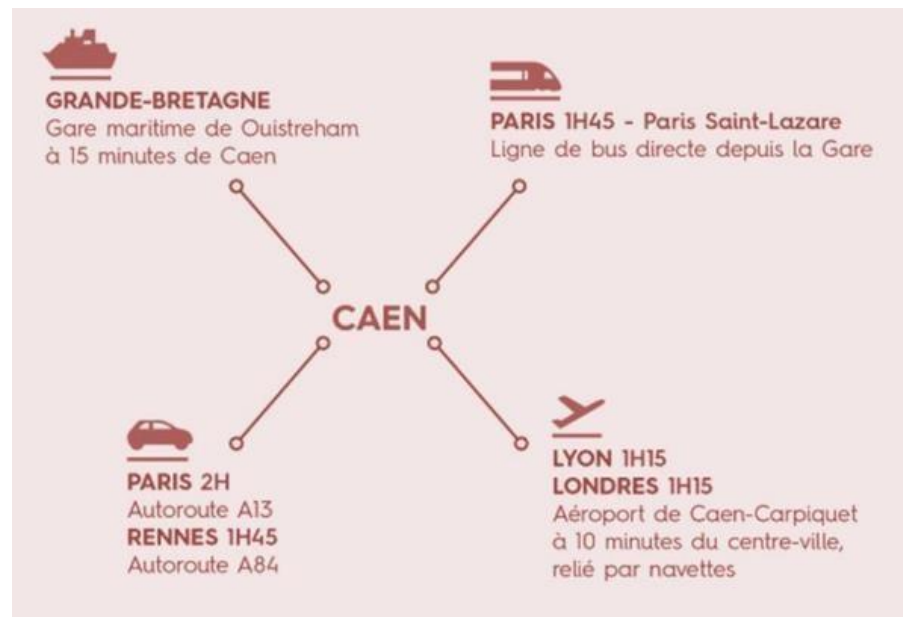 GRANDE-BRETAGNE
Gare maritime de Ouistreham
à 15 minutes de Caen
PARIS 1H45 - Paris Saint-Lazare
Ligne de bus directe depuis la Gare
CAEN
PARIS 2H
Autoroute A13
RENNES 1H45
Autoroute A84
LYON 1H15
LONDRES 1H15
Aéroport de Caen-Carpiquet
à 10 minutes du centre-ville,
relié par navettes